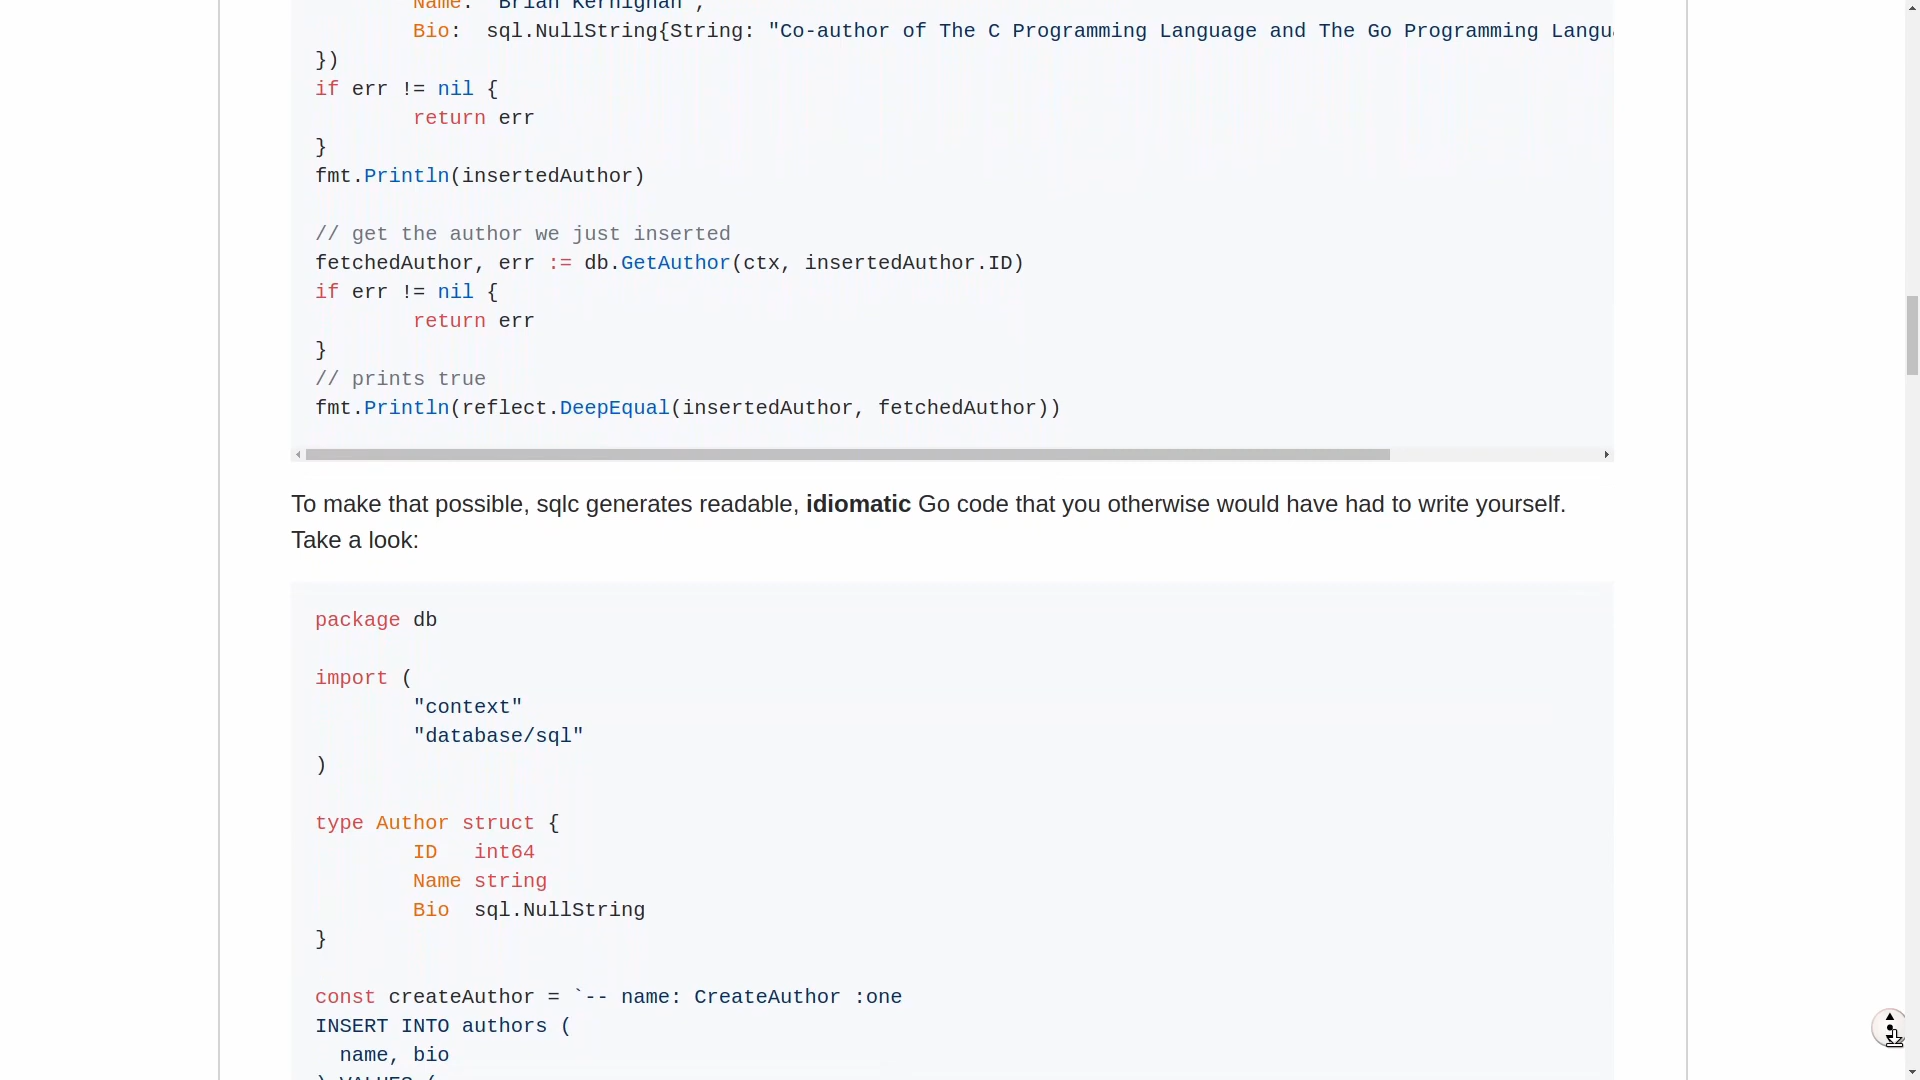 Name:  "Brian Kernighan",
Bio:  sql.NullString{String: "Co-author of The C Programming Language and The Go Programming Langu
})
if err != nil {
return err
}
fmt.Println(insertedAuthor)
// get the author we just inserted
fetchedAuthor, err := db.GetAuthor(ctx, insertedAuthor.ID)
if err != nil {
return err
}
// prints true
fmt.Println(reflect.DeepEqual(insertedAuthor, fetchedAuthor))
To make that possible, sqlc generates readable, idiomatic Go code that you otherwise would have had to write yourself.
Take a look:
package db
import (
"context"
"database/sql"
)
type Author struct {
ID   int64
Name string
Bio  sql.NullString
}
const createAuthor = `-- name: CreateAuthor :one
INSERT INTO authors (
name, bio
) VALUES (